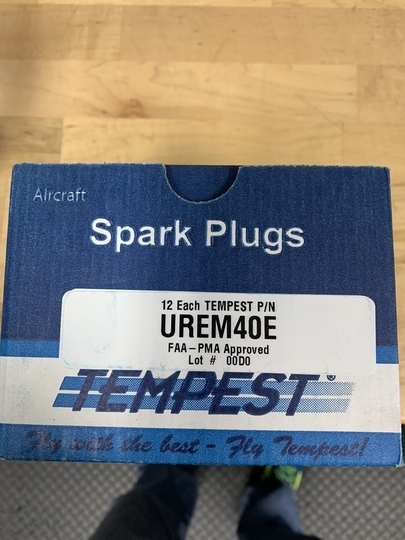 Aircraft
Spark Plugs
12 Each TEMPEST P/N
UREM40E
FAA-PMA Approved
Lot # 00D0
TEMPEST®
Fly with the best - Fly Tempest!